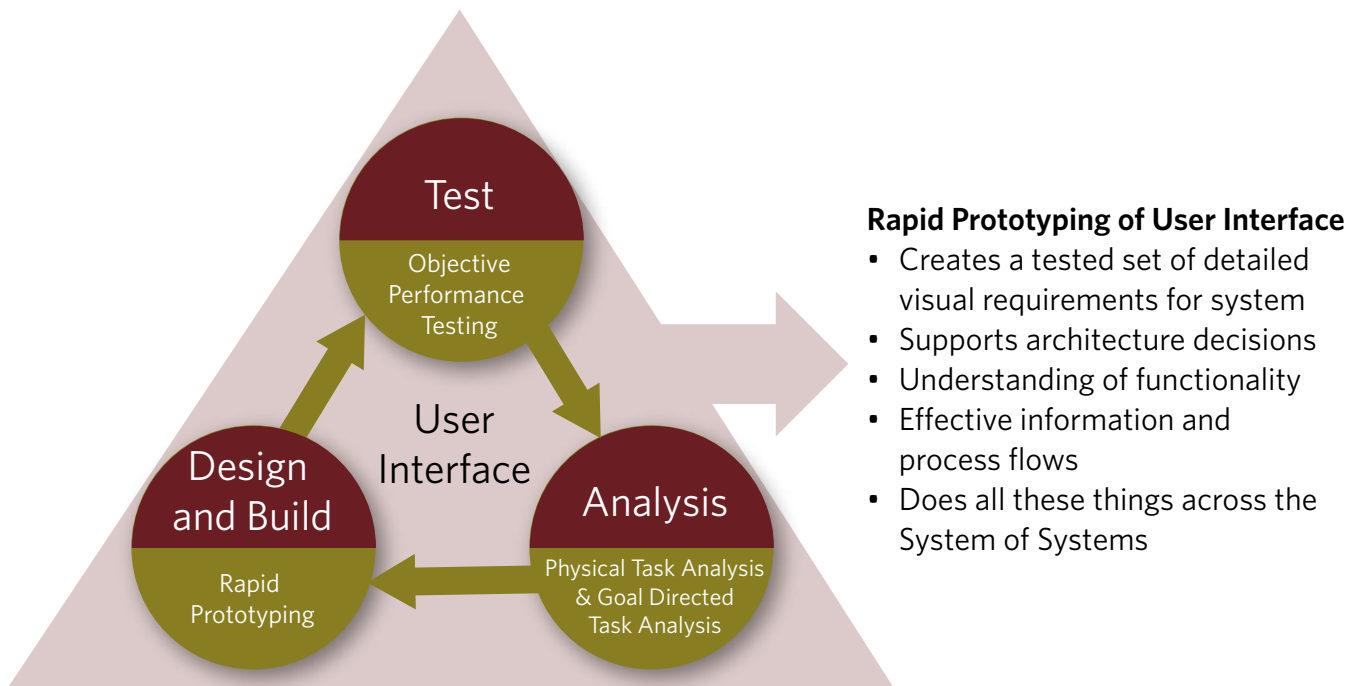 Test
Objective
Performance
Testing
User
Interface
Design
and Build
Rapid
Prototyping
Analysis
Physical Task Analysis
& Goal Directed
Task Analysis
Rapid Prototyping of User Interface
• Creates a tested set of detailed
visual requirements for system
• Supports architecture decisions
• Understanding of functionality
• Effective information and
process flows
• Does all these things across the
System of Systems